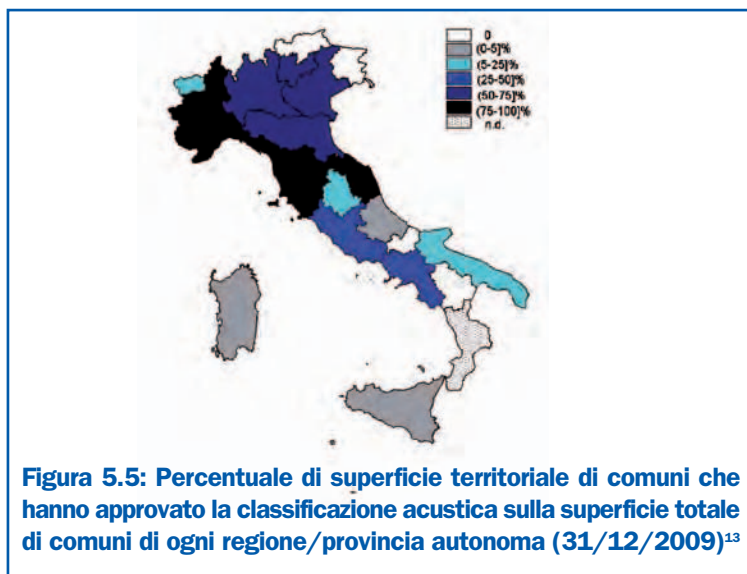 0
(0-5]%
(5-25]%
(25-50]%
(50-75]%
(75-100]%
n.d.
Figura 5.5: Percentuale di superficie territoriale di comuni che
hanno approvato la classificazione acustica sulla superficie totale
di comuni di ogni regione/provincia autonoma (31/12/2009)¹³